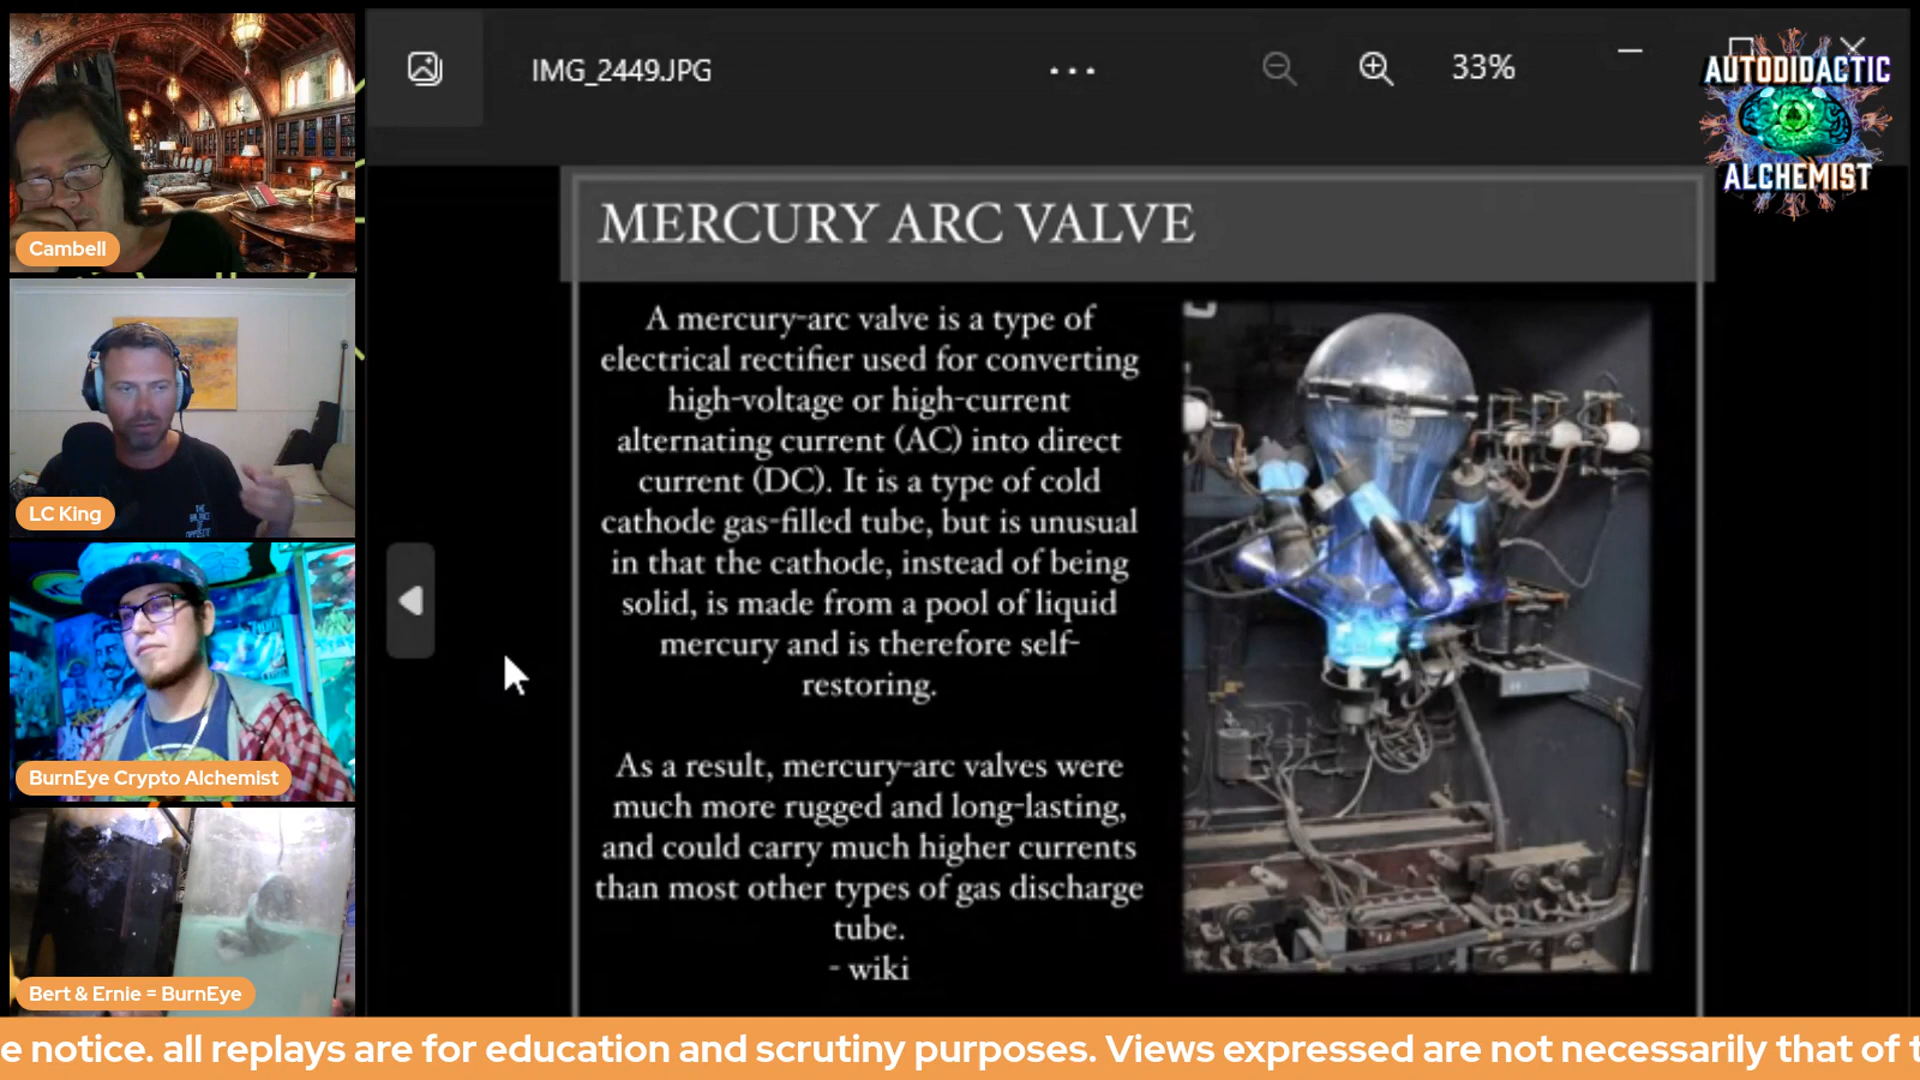 IMG_2449.JPG
33%
AUTODIDACTIC
ALCHEMIST
Cambell
LC King
BurnEye Crypto Alchemist
Bert & Ernie = BurnEye
MERCURY ARC VALVE
A mercury-arc valve is a type of
electrical rectifier used for converting
high-voltage or high-current
alternating current (AC) into direct
current (DC). It is a type of cold
cathode gas-filled tube, but is unusual
in that the cathode, instead of being
solid, is made from a pool of liquid
mercury and is therefore self-
restoring.
As a result, mercury-arc valves were
much more rugged and long-lasting,
and could carry much higher currents
than most other types of gas discharge
tube.
- wiki
e notice. all replays are for education and scrutiny purposes. Views expressed are not necessarily that of t